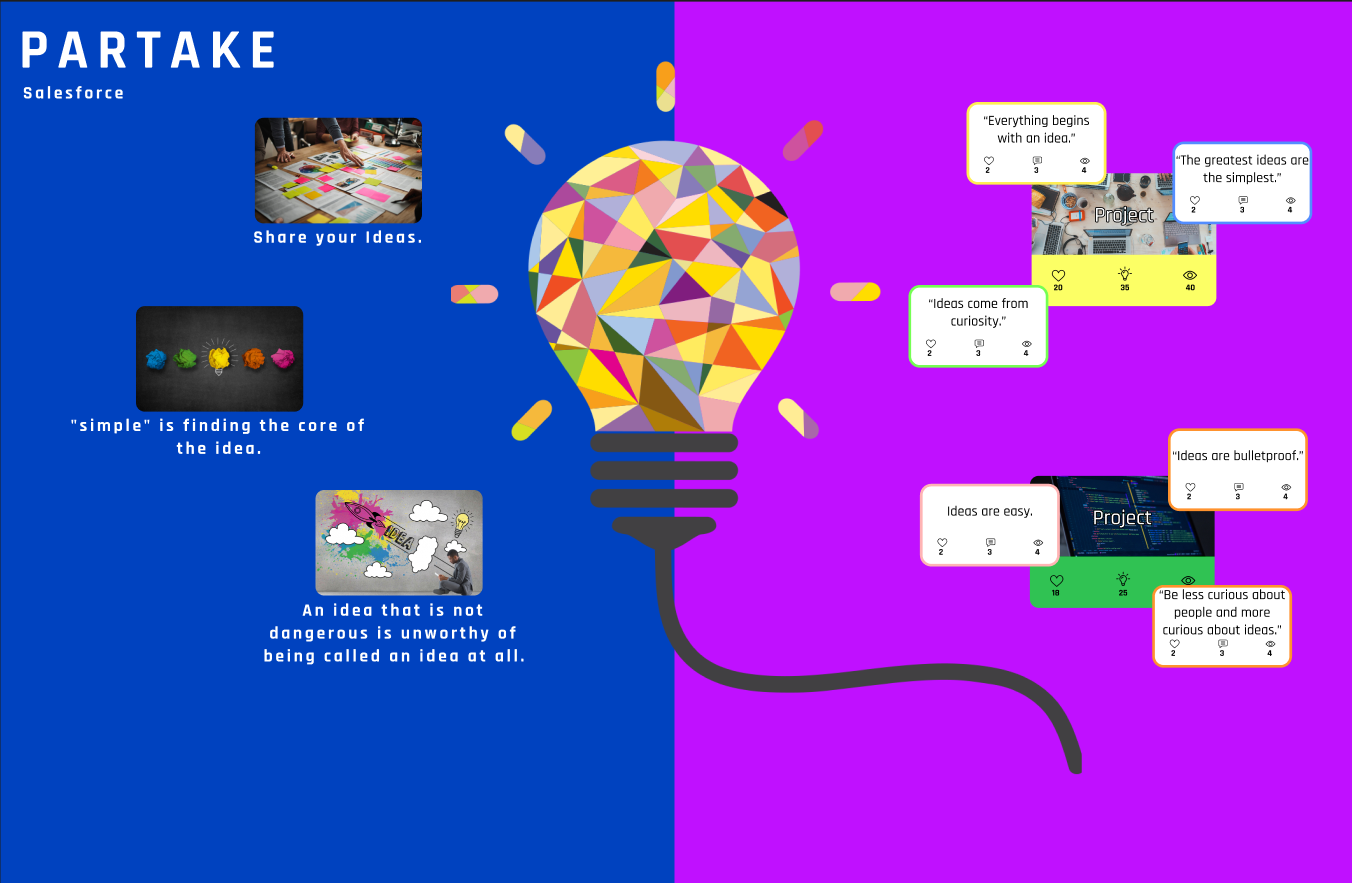 PARTAKE
Salesforce
Share your Ideas.
"simple" is finding the core of
the idea.
IDEA
An idea that is not
dangerous is unworthy of
being called an idea at all.
“Everything begins
with an idea.”
2 3 4
“The greatest ideas are
the simplest.”
2 3 4
Project
20 35 40
“Ideas come from
curiosity.”
2 3 4
“Ideas are bulletproof.”
2 3 4
Ideas are easy.
2 3 4
Project
18 25
“Be less curious about
people and more
curious about ideas.”
2 3 4